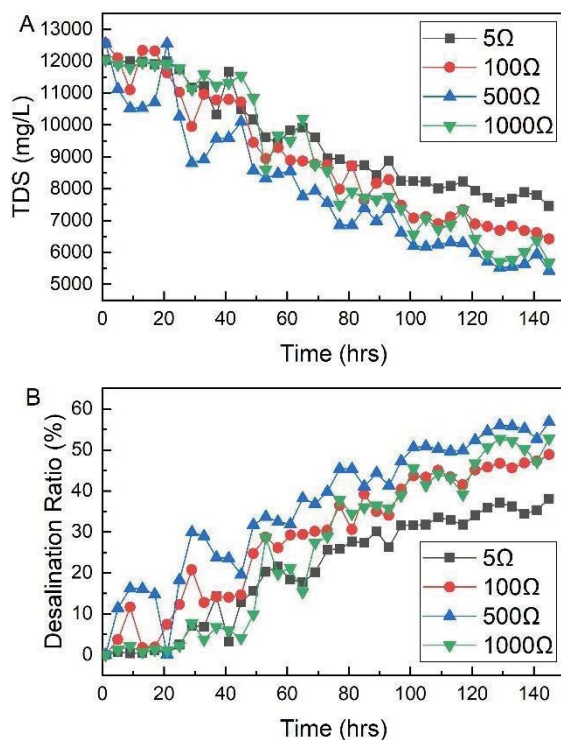 A
13000
12000
11000
10000
9000
8000
7000
6000
5000
TDS (mg/L)
5Ω
100Ω
500Ω
1000Ω
0 20 40 60 80 100 120 140
Time (hrs)
B
60
50
40
30
20
10
0
Desalination Ratio (%)
5Ω
100Ω
500Ω
1000Ω
0 20 40 60 80 100 120 140
Time (hrs)